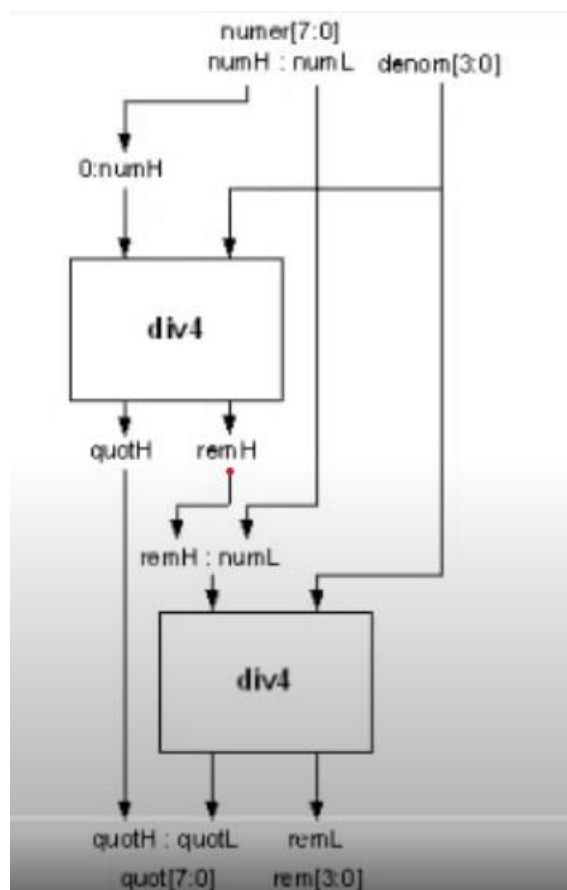 numer[7:0]
numH : numL denom[3:0]
0:numH
div4
quotH remH
remH : numL
div4
quotH : quotL remL
quot[7:0] rem[3:0]